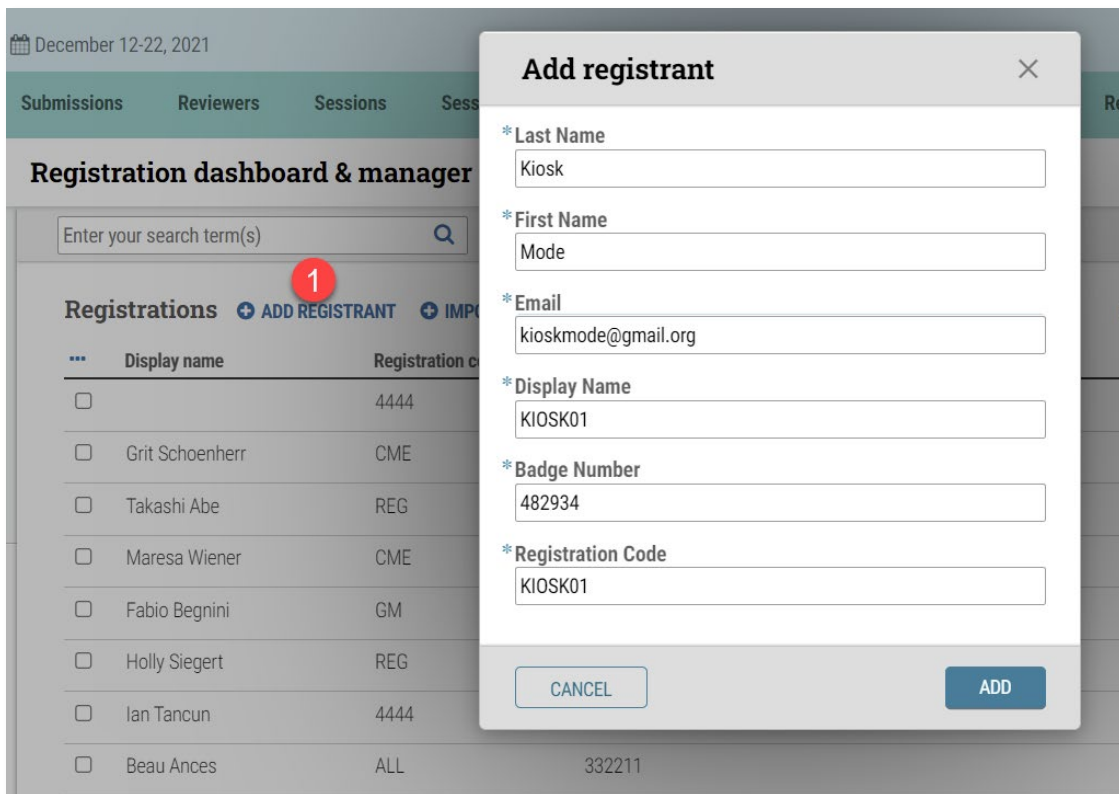 December 12-22, 2021
Submissions Reviewers Sessions
Registration dashboard & manager
Enter your search term(s)
1
Registrations ADD REGISTRANT
Display name Registration
4444
Grit Schoenherr CME
Takashi Abe REG
Maresa Wiener CME
Fabio Begnini GM
Holly Siegert REG
Ian Tancun 4444
Beau Ances ALL 332211
Add registrant
*Last Name
Kiosk
*First Name
Mode
*Email
kioskmode@gmail.org
*Display Name
KIOSK01
*Badge Number
482934
*Registration Code
KIOSK01
CANCEL ADD